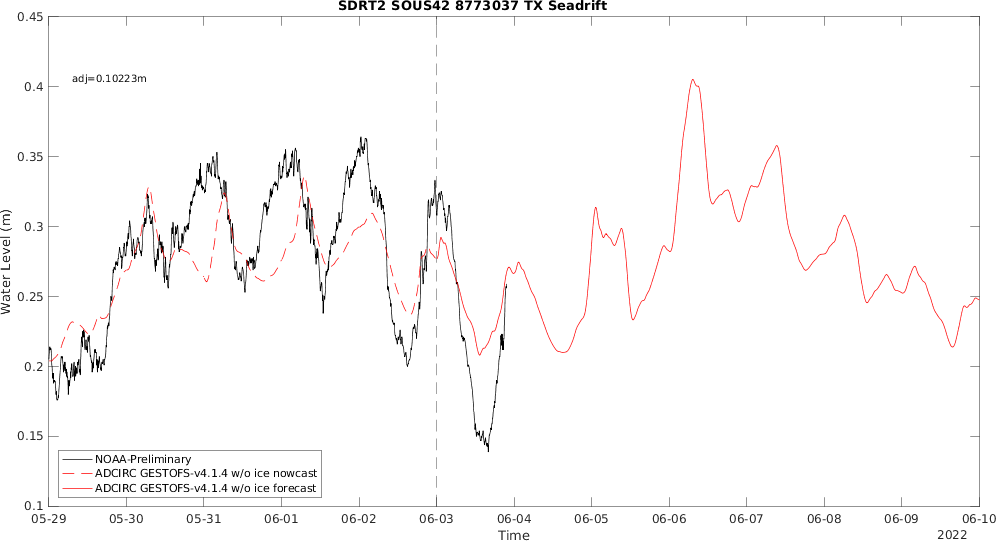 SDRT2 SOUS42 8773037 TX Seadrift
0.45
adj=0.10223m
0.4
0.35
0.3
0.25
0.2
0.15
0.1
Water Level (m)
NOAA-Preliminary
ADCIRC GESTOFS-v4.1.4 w/o ice nowcast
ADCIRC GESTOFS-v4.1.4 w/o ice forecast
05-29 05-30 05-31 06-01 06-02 06-03 06-04 06-05 06-06 06-07 06-08 06-09 06-10
Time
2022